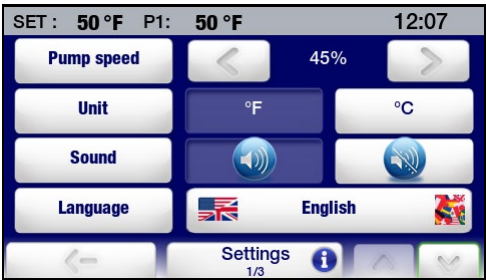 SET : 50 °F P1: 50 °F 12:07
Pump speed 45%
Unit °F °C
Sound
Language English
Settings
1/3